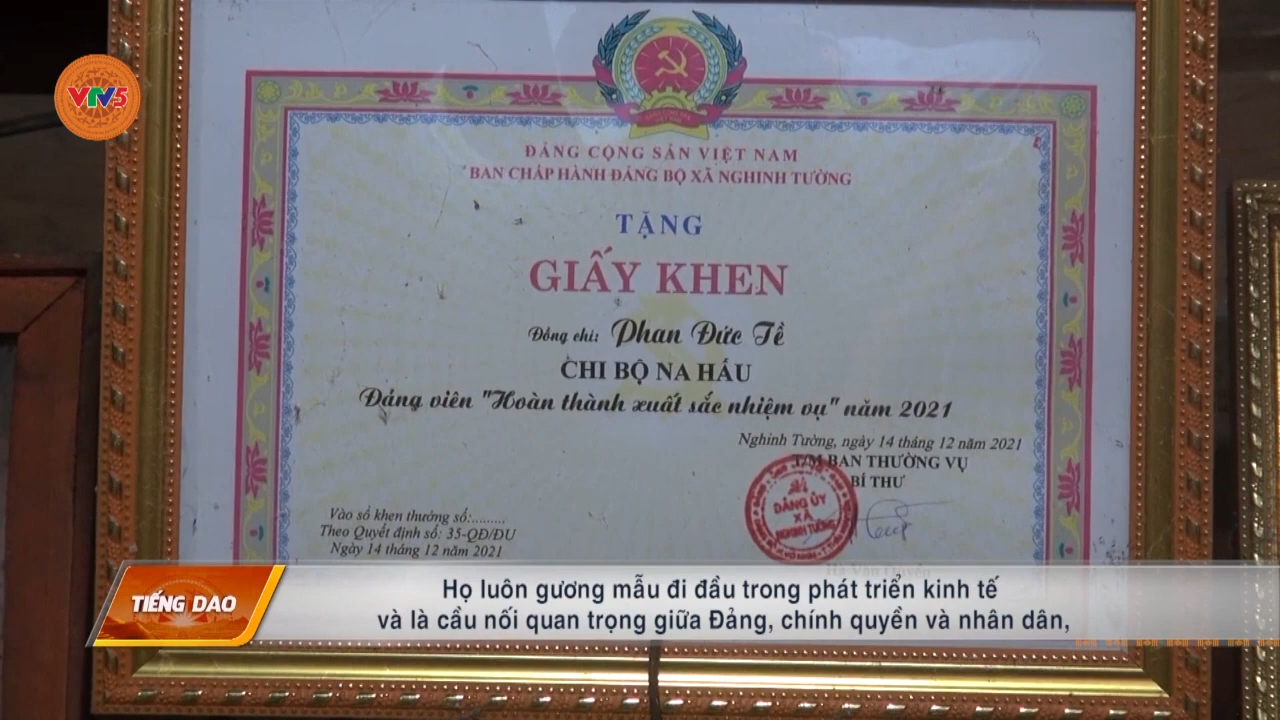 VTV5
ĐẢNG CỘNG SẢN VIỆT NAM
BAN CHẤP HÀNH ĐẢNG BỘ XÃ NGHINH TƯỜNG
TẶNG
GIẤY KHEN
Đồng chí: Phan Đức Tề
CHI BỘ NA HẤU
Đảng viên "Hoàn thành xuất sắc nhiệm vụ" năm 2021
Nghinh Tường, ngày 14 tháng 12 năm 2021
T/M BAN THƯỜNG VỤ
BÍ THƯ
ĐẢNG ỦY
XÃ
NGHINH TƯỜNG
Vào sổ khen thưởng số:.........
Theo Quyết định số: 35-QĐ/ĐU
Ngày 14 tháng 12 năm 2021
TIẾNG DAO
Họ luôn gương mẫu đi đầu trong phát triển kinh tế
và là cầu nối quan trọng giữa Đảng, chính quyền và nhân dân,